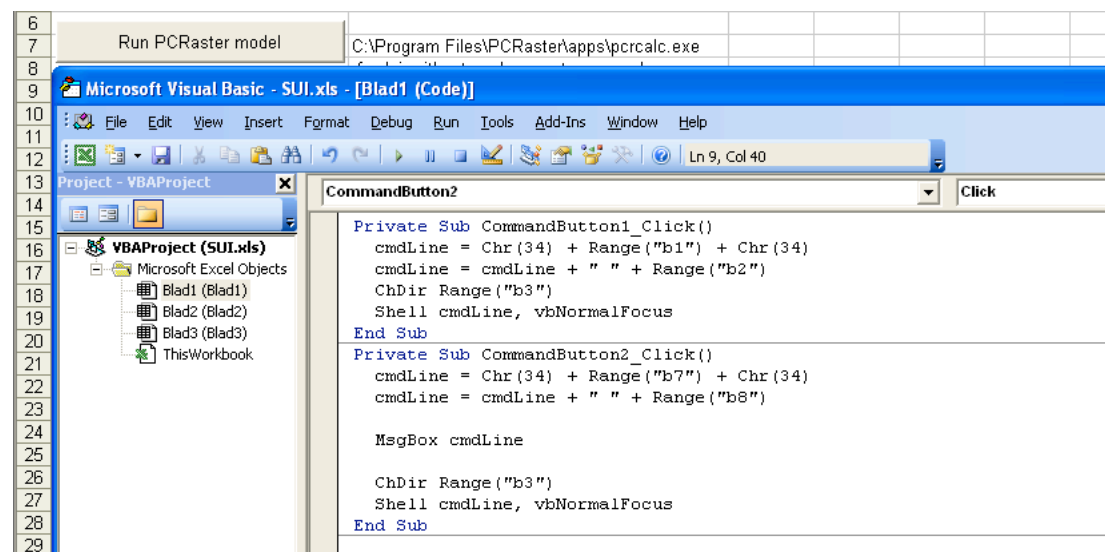 6
7 Run PCRaster model C:\Program Files\PCRaster\apps\pcrcalc.exe
8
9 Microsoft Visual Basic - SUI.xls - [Blad1 (Code)]
10 File Edit View Insert Format Debug Run Tools Add-Ins Window Help
11
12 Ln 9, Col 40
13 Project - VBAProject CommandButton2 Click
14
15 Private Sub CommandButton1_Click()
16 VBAProject (SUI.xls) cmdLine = Chr(34) + Range("b1") + Chr(34)
17 Microsoft Excel Objects cmdLine = cmdLine + " " + Range("b2")
18 Blad1 (Blad1) ChDir Range("b3")
19 Blad2 (Blad2) Shell cmdLine, vbNormalFocus
20 Blad3 (Blad3) End Sub
21 ThisWorkbook Private Sub CommandButton2_Click()
22 cmdLine = Chr(34) + Range("b7") + Chr(34)
23 cmdLine = cmdLine + " " + Range("b8")
24
25 MsgBox cmdLine
26
27 ChDir Range("b3")
28 Shell cmdLine, vbNormalFocus
29 End Sub